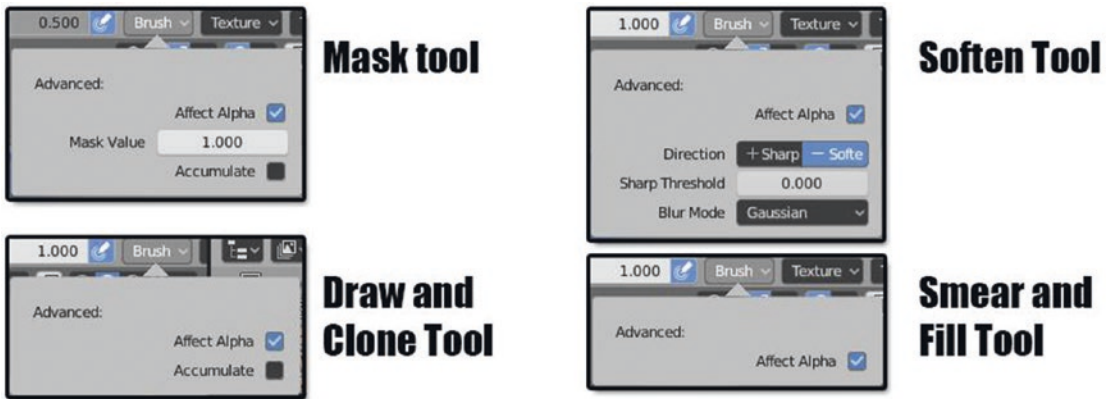 0.500 Brush Texture
Advanced:
Affect Alpha
Mask Value 1.000
Accumulate
Mask tool
1.000 Brush Texture
Advanced:
Affect Alpha
Direction + Sharp − Softe
Sharp Threshold 0.000
Blur Mode Gaussian
Soften Tool
1.000 Brush
Advanced:
Affect Alpha
Accumulate
Draw and
Clone Tool
1.000 Brush Texture
Advanced:
Affect Alpha
Smear and
Fill Tool